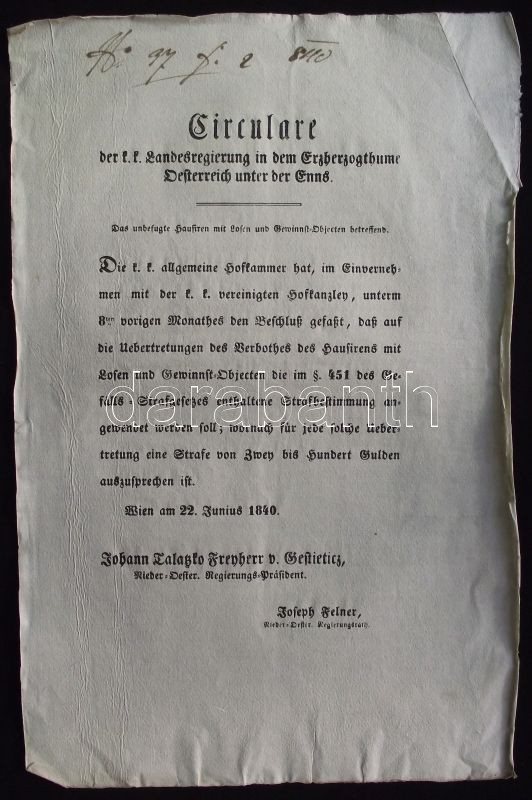 No. 97 f. 2
Circulare
der k. k. Landesregierung in dem Erzherzogthume
Oesterreich unter der Enns.
Das unbefugte Hausiren mit Losen und Gewinnst-Objecten betreffend.
Die k. k. allgemeine Hofkammer hat, im Einverneh-
men mit der k. k. vereinigten Hofkanzley, unterm
8ten vorigen Monathes den Beschluß gefaßt, daß auf
die Uebertretungen des Verbothes des Hausirens mit
Losen und Gewinnst-Objecten die im §. 451 des Ge-
fälls-Strafgesetzes enthaltene Strafbestimmung an-
gewendet werden soll; wornach für jede solche Ueber-
tretung eine Strafe von Zwey bis Hundert Gulden
auszusprechen ist.
Wien am 22. Junius 1840.
Johann Talatzko Freyherr v. Gestieticz,
Nieder-Oester. Regierungs-Präsident.
Joseph Felner,
Nieder-Oester. Regierungsrath.
darabanth